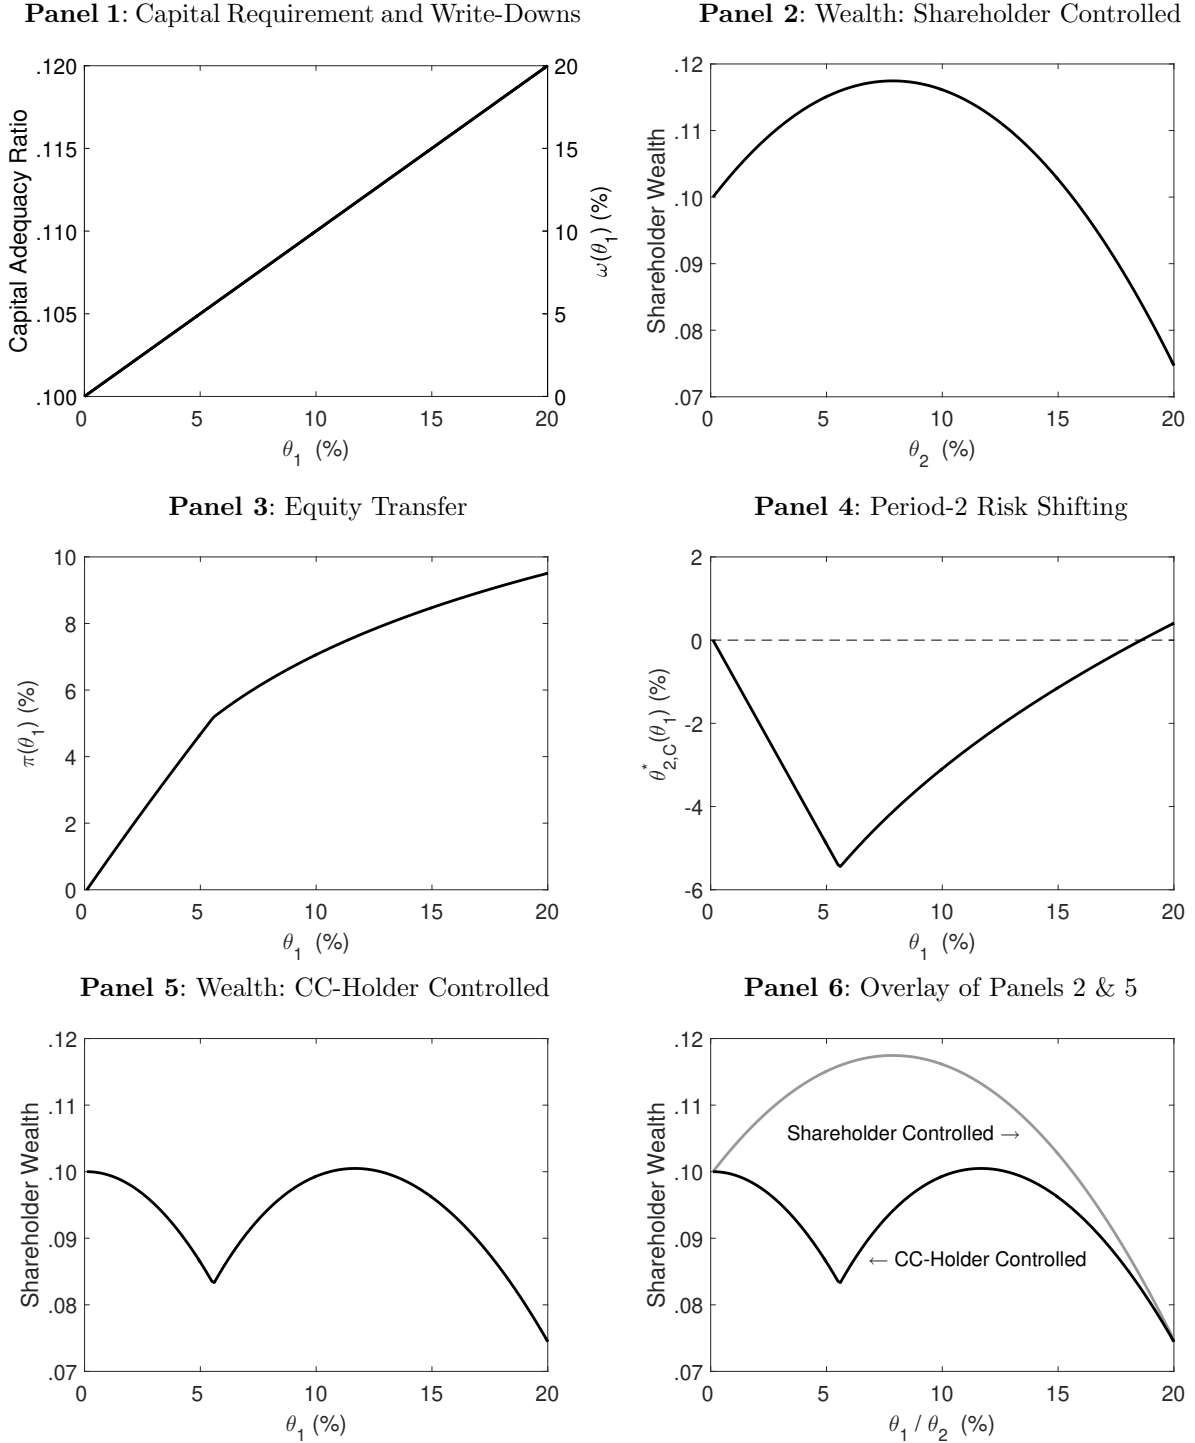 Panel 1: Capital Requirement and Write-Downs
Capital Adequacy Ratio
.120
.115
.110
.105
.100
20
15
10
5
0
ω(θ1) (%)
0 5 10 15 20
θ1 (%)
Panel 2: Wealth: Shareholder Controlled
Shareholder Wealth
.12
.11
.10
.09
.08
.07
0 5 10 15 20
θ2 (%)
Panel 3: Equity Transfer
π(θ1) (%)
10
8
6
4
2
0
0 5 10 15 20
θ1 (%)
Panel 4: Period-2 Risk Shifting
θ*2,C(θ1) (%)
2
0
-2
-4
-6
0 5 10 15 20
θ1 (%)
Panel 5: Wealth: CC-Holder Controlled
Shareholder Wealth
.12
.11
.10
.09
.08
.07
0 5 10 15 20
θ1 (%)
Panel 6: Overlay of Panels 2 & 5
Shareholder Wealth
.12
.11
.10
.09
.08
.07
Shareholder Controlled →
← CC-Holder Controlled
0 5 10 15 20
θ1 / θ2 (%)